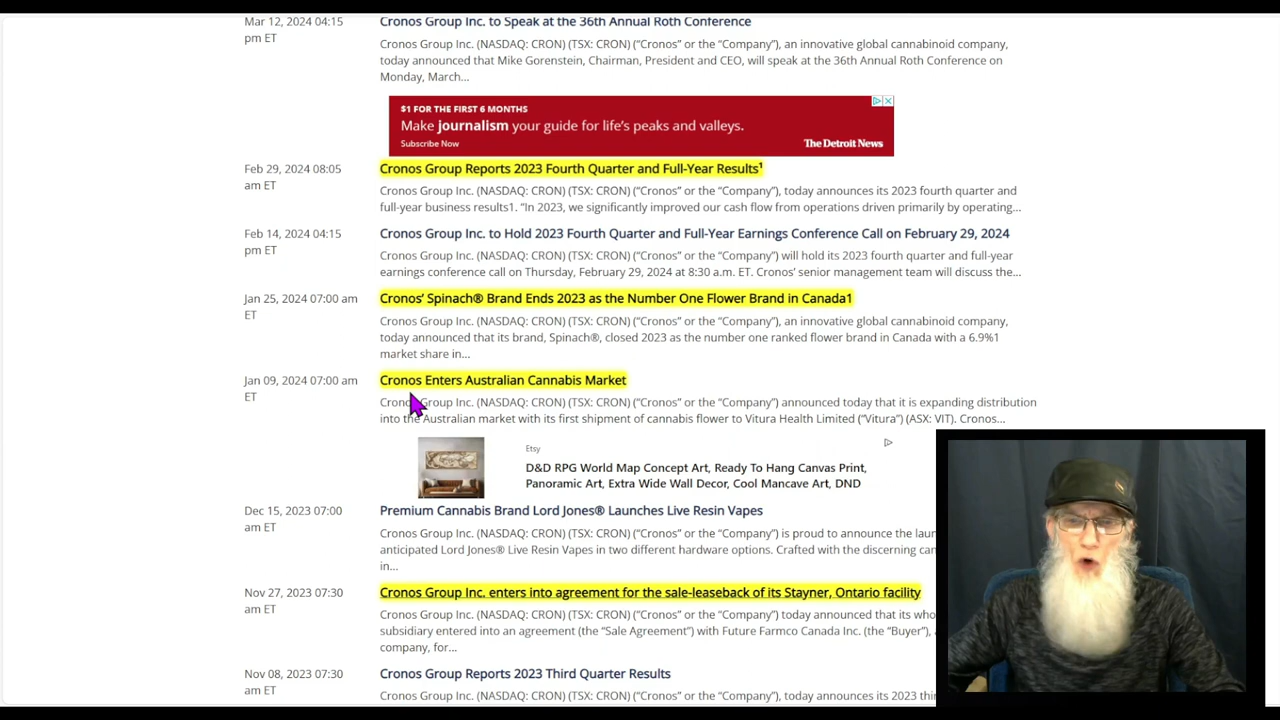 Mar 12, 2024 04:15
pm ET
Cronos Group Inc. to Speak at the 36th Annual Roth Conference
Cronos Group Inc. (NASDAQ: CRON) (TSX: CRON) (“Cronos” or the “Company”), an innovative global cannabinoid company,
today announced that Mike Gorenstein, Chairman, President and CEO, will speak at the 36th Annual Roth Conference on
Monday, March...
$1 FOR THE FIRST 6 MONTHS
Make journalism your guide for life's peaks and valleys.
Subscribe Now
The Detroit News
Feb 29, 2024 08:05
am ET
Cronos Group Reports 2023 Fourth Quarter and Full-Year Results¹
Cronos Group Inc. (NASDAQ: CRON) (TSX: CRON) (“Cronos” or the “Company”), today announces its 2023 fourth quarter and
full-year business results1. “In 2023, we significantly improved our cash flow from operations driven primarily by operating...
Feb 14, 2024 04:15
pm ET
Cronos Group Inc. to Hold 2023 Fourth Quarter and Full-Year Earnings Conference Call on February 29, 2024
Cronos Group Inc. (NASDAQ: CRON) (TSX: CRON) (“Cronos” or the “Company”) will hold its 2023 fourth quarter and full-year
earnings conference call on Thursday, February 29, 2024 at 8:30 a.m. ET. Cronos’ senior management team will discuss the...
Jan 25, 2024 07:00 am
ET
Cronos’ Spinach® Brand Ends 2023 as the Number One Flower Brand in Canada1
Cronos Group Inc. (NASDAQ: CRON) (TSX: CRON) (“Cronos” or the “Company”), an innovative global cannabinoid company,
today announced that its brand, Spinach®, closed 2023 as the number one ranked flower brand in Canada with a 6.9%1
market share in...
Jan 09, 2024 07:00 am
ET
Cronos Enters Australian Cannabis Market
Cronos Group Inc. (NASDAQ: CRON) (TSX: CRON) (“Cronos” or the “Company”) announced today that it is expanding distribution
into the Australian market with its first shipment of cannabis flower to Vitura Health Limited (“Vitura”) (ASX: VIT). Cronos...
Etsy
D&D RPG World Map Concept Art, Ready To Hang Canvas Print,
Panoramic Art, Extra Wide Wall Decor, Cool Mancave Art, DND
Dec 15, 2023 07:00
am ET
Premium Cannabis Brand Lord Jones® Launches Live Resin Vapes
Cronos Group Inc. (NASDAQ: CRON) (TSX: CRON) (“Cronos” or the “Company”) is proud to announce the lau
anticipated Lord Jones® Live Resin Vapes in two different hardware options. Crafted with the discerning can
in...
Nov 27, 2023 07:30
am ET
Cronos Group Inc. enters into agreement for the sale-leaseback of its Stayner, Ontario facility
Cronos Group Inc. (NASDAQ: CRON) (TSX: CRON) (“Cronos” or the “Company”) today announced that its who
subsidiary entered into an agreement (the “Sale Agreement”) with Future Farmco Canada Inc. (the “Buyer”),
company, for...
Nov 08, 2023 07:30
am ET
Cronos Group Reports 2023 Third Quarter Results
Cronos Group Inc. (NASDAQ: CRON) (TSX: CRON) (“Cronos” or the “Company”), today announces its 2023 thi